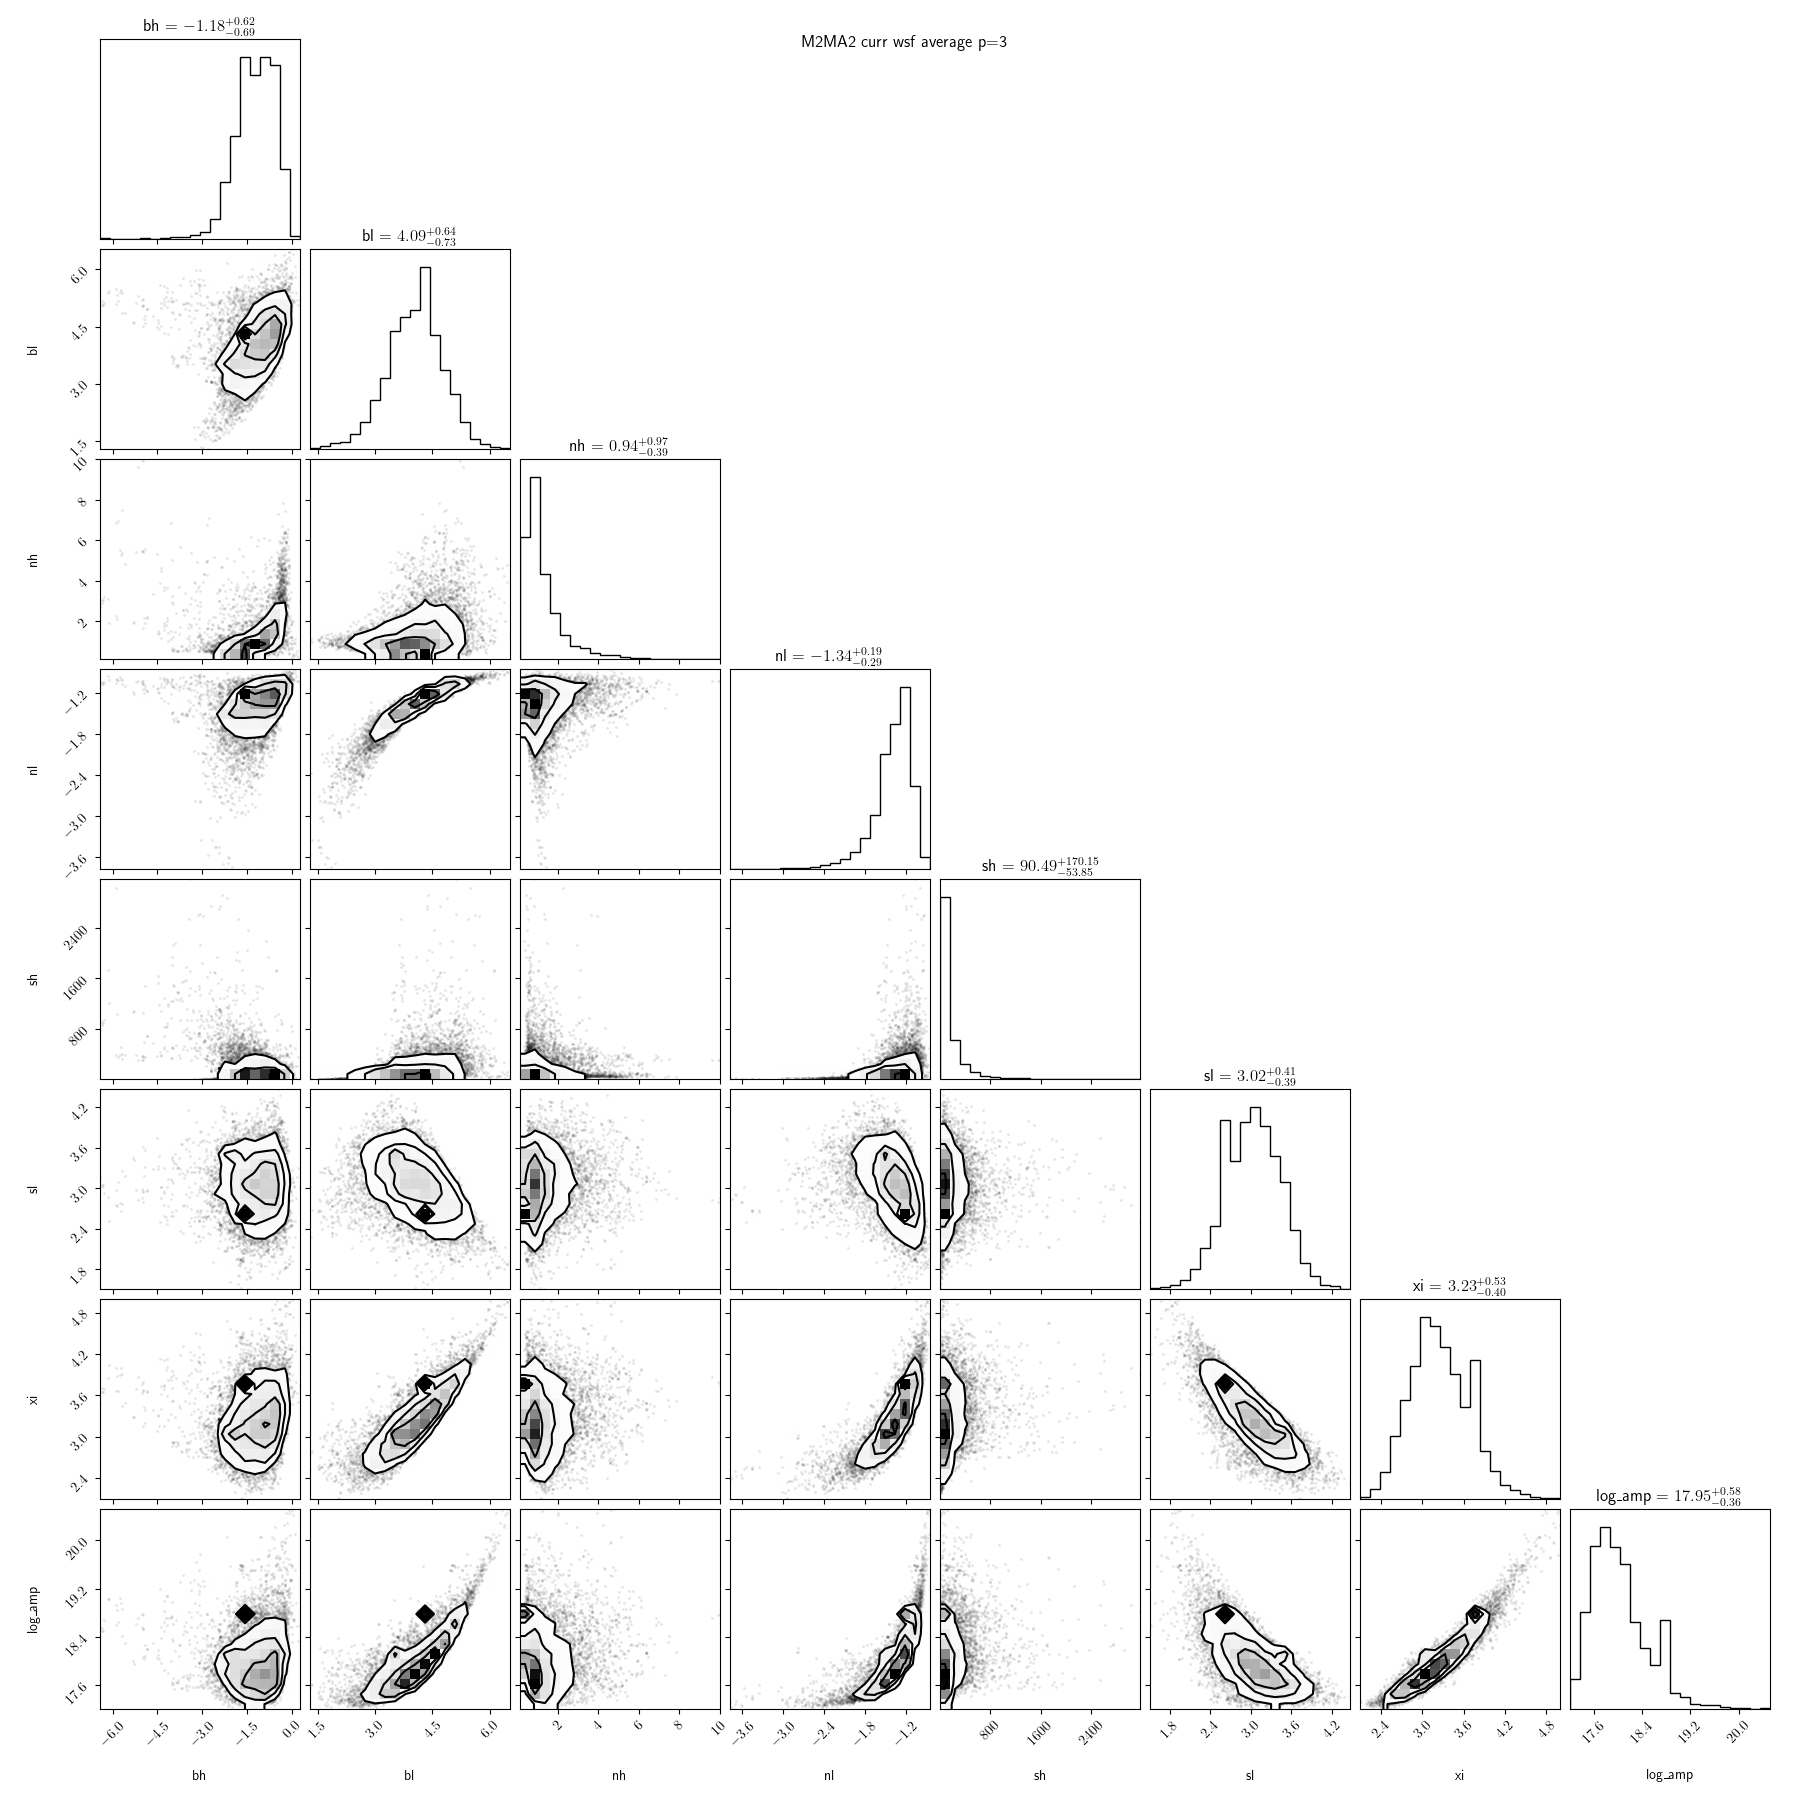 M2MA2 curr wsf average p=3
bh = −1.18+0.62 −0.69
bl = 4.09+0.64 −0.73
6.0
4.5
3.0
1.5
bl
nh = 0.94+0.97 −0.39
10
8
6
4
2
nh
nl = −1.34+0.19 −0.29
−1.2
−1.8
−2.4
−3.0
−3.6
nl
sh = 90.49+170.15 −53.85
2400
1600
800
sh
sl = 3.02+0.41 −0.39
4.2
3.6
3.0
2.4
1.8
sl
xi = 3.23+0.53 −0.40
4.8
4.2
3.6
3.0
2.4
xi
log_amp = 17.95+0.58 −0.36
20.0
19.2
18.4
17.6
log_amp
−6.0 −4.5 −3.0 −1.5 0.0
1.5 3.0 4.5 6.0
2 4 6 8 10
−3.6 −3.0 −2.4 −1.8 −1.2
800 1600 2400
1.8 2.4 3.0 3.6 4.2
2.4 3.0 3.6 4.2 4.8
17.6 18.4 19.2 20.0
bh bl nh nl sh sl xi log_amp